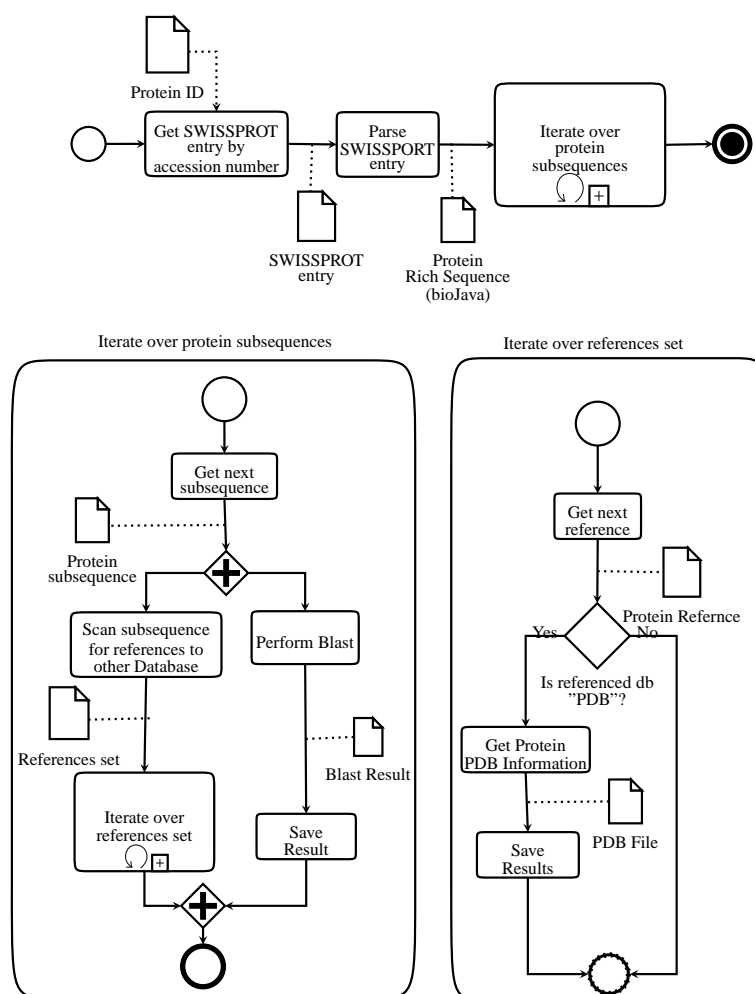 Protein ID
Get SWISSPROT
entry by
accession number
Parse
SWISSPORT
entry
Iterate over
protein
subsequences
+
SWISSPROT
entry
Protein
Rich Sequence
(bioJava)
Iterate over protein subsequences
Get next
subsequence
Protein
subsequence
Scan subsequence
for references to
other Database
Perform Blast
References set
Blast Result
Iterate over
references set
+
Save
Result
Iterate over references set
Get next
reference
Protein Refernce
Yes
No
Is referenced db
”PDB”?
Get Protein
PDB Information
PDB File
Save
Results